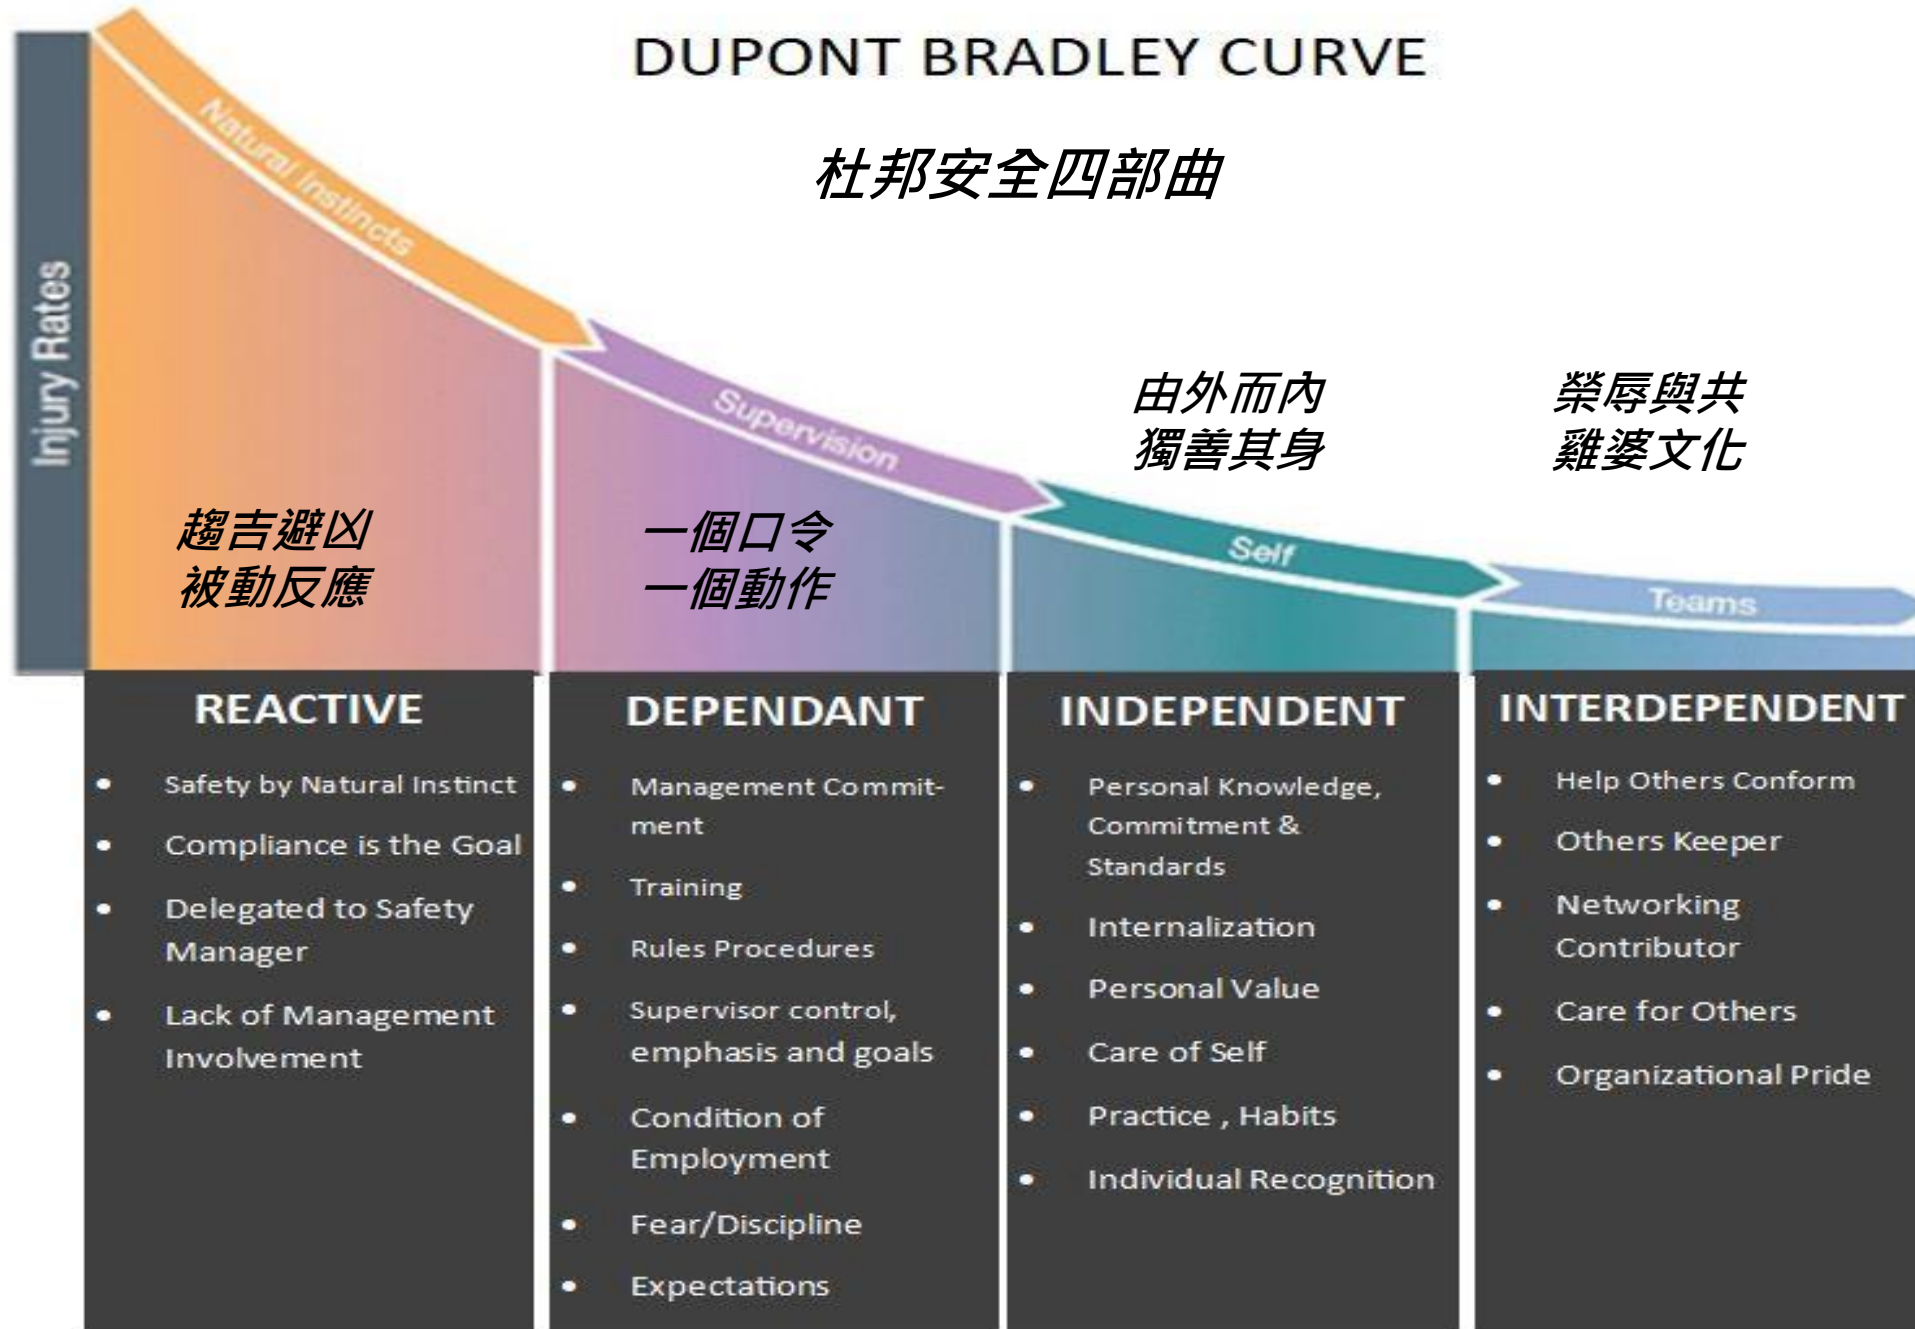 DUPONT BRADLEY CURVE
杜邦安全四部曲
Injury Rates
Natural Instincts
Supervision
Self
Teams
趨吉避凶
被動反應
一個口令
一個動作
由外而內
獨善其身
榮辱與共
雞婆文化
REACTIVE
• Safety by Natural Instinct
• Compliance is the Goal
• Delegated to Safety
Manager
• Lack of Management
Involvement
DEPENDANT
• Management Commit-
ment
• Training
• Rules Procedures
• Supervisor control,
emphasis and goals
• Condition of
Employment
• Fear/Discipline
• Expectations
INDEPENDENT
• Personal Knowledge,
Commitment &
Standards
• Internalization
• Personal Value
• Care of Self
• Practice , Habits
• Individual Recognition
INTERDEPENDENT
• Help Others Conform
• Others Keeper
• Networking
Contributor
• Care for Others
• Organizational Pride